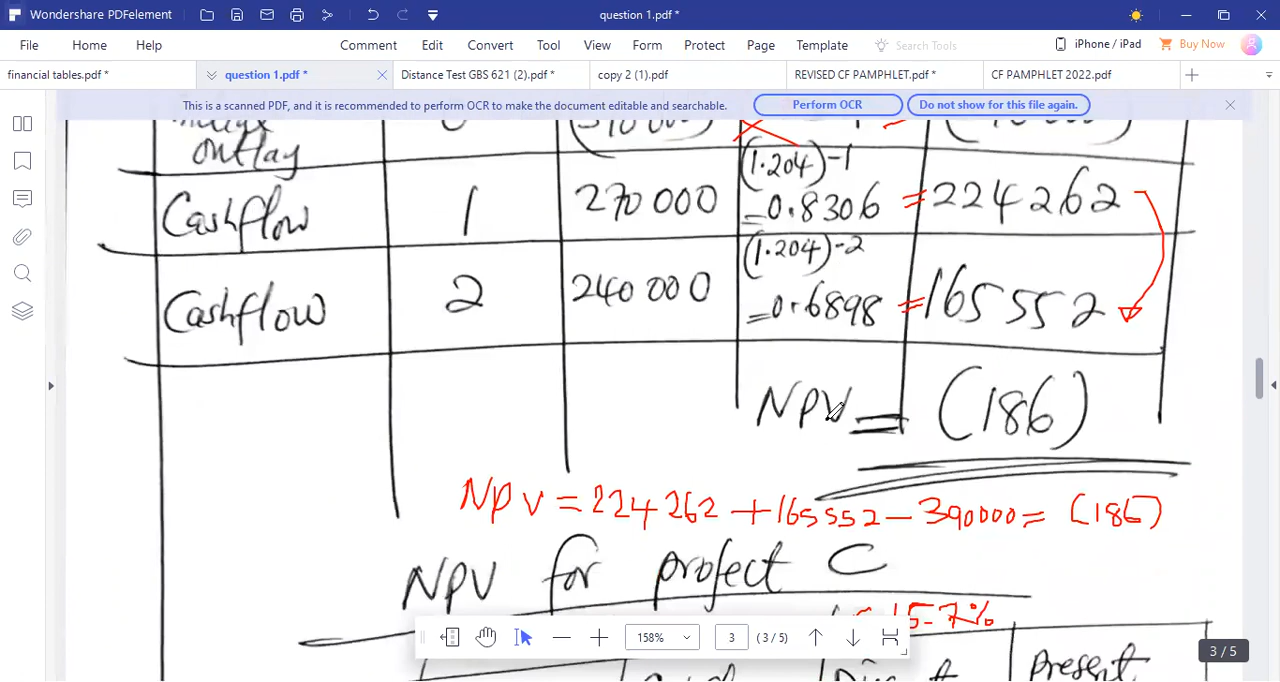 Wondershare PDFelement
question 1.pdf *
File Home Help Comment Edit Convert Tool View Form Protect Page Template Search Tools iPhone / iPad Buy Now
financial tables.pdf * question 1.pdf * Distance Test GBS 621 (2).pdf * copy 2 (1).pdf REVISED CF PAMPHLET.pdf * CF PAMPHLET 2022.pdf
This is a scanned PDF, and it is recommended to perform OCR to make the document editable and searchable. Perform OCR Do not show for this file again.
outlay
(1.204)-1
Cashflow 1 270 000 =0.8306 = 224 262
(1.204)-2
Cashflow 2 240 000 =0.6898 = 165 552
NPV = (186)
NPV = 224 262 + 165 552 - 390000 = (186)
NPV for project C
15.7%
158% 3 (3 / 5)
3 / 5
Present